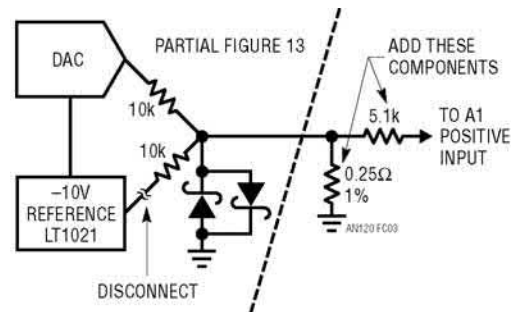 PARTIAL FIGURE 13
DAC
10k
10k
–10V
REFERENCE
LT1021
DISCONNECT
ADD THESE
COMPONENTS
5.1k
TO A1
POSITIVE
INPUT
0.25Ω
1%
AN120 FC03